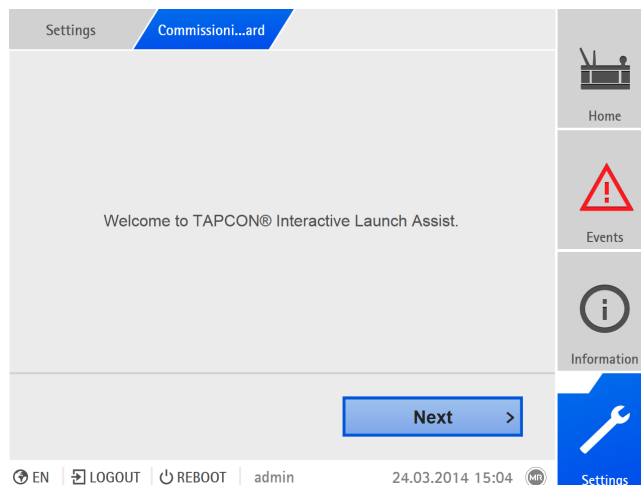 Settings
Commissioni...ard
Home
Welcome to TAPCON® Interactive Launch Assist.
Events
Information
Next >
EN LOGOUT REBOOT admin 24.03.2014 15:04 MR
Settings